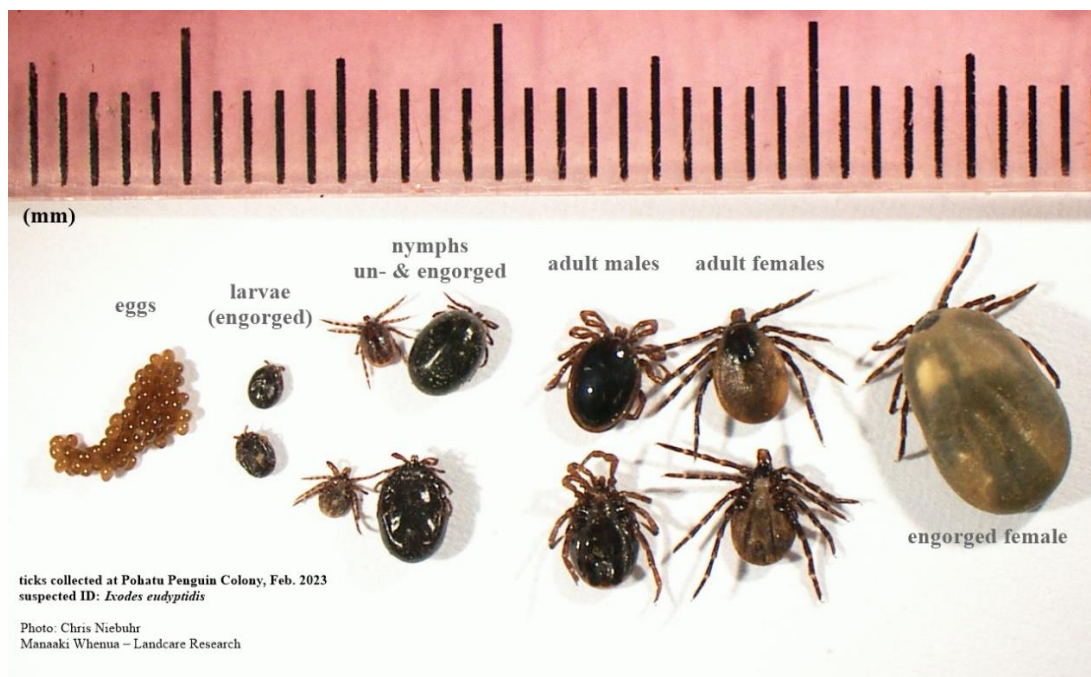 (mm)
eggs
larvae
(engorged)
nymphs
un- & engorged
adult males
adult females
engorged female
ticks collected at Pohatu Penguin Colony, Feb. 2023
suspected ID: Ixodes eudyptidis
Photo: Chris Niebuhr
Manaaki Whenua – Landcare Research